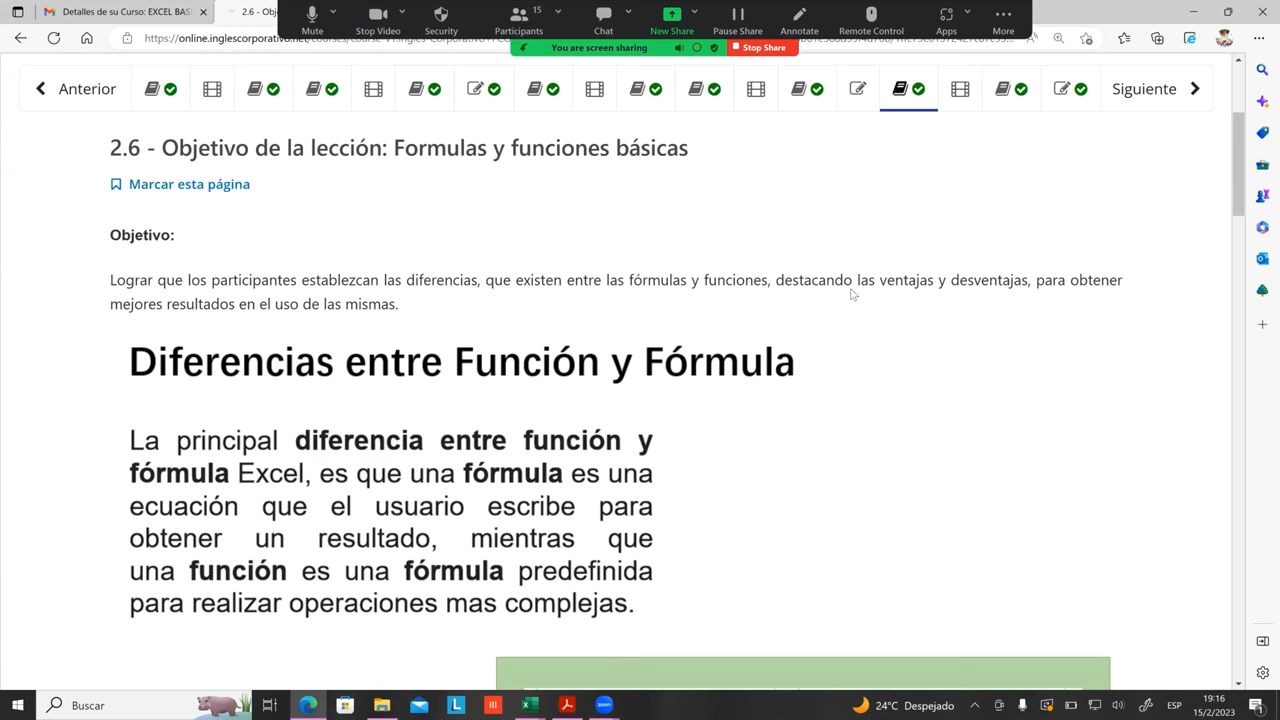 Detalles de su Curso: EXCEL BAS
2.6 - Obj
Mute
Stop Video
Security
15
Participants
Chat
New Share
Pause Share
Annotate
Remote Control
Apps
More
You are screen sharing
Stop Share
Anterior
Siguiente
2.6 - Objetivo de la lección: Formulas y funciones básicas
Marcar esta página
Objetivo:
Lograr que los participantes establezcan las diferencias, que existen entre las fórmulas y funciones, destacando las ventajas y desventajas, para obtener
mejores resultados en el uso de las mismas.
Diferencias entre Función y Fórmula
La principal diferencia entre función y
fórmula Excel, es que una fórmula es una
ecuación que el usuario escribe para
obtener un resultado, mientras que
una función es una fórmula predefinida
para realizar operaciones mas complejas.
Buscar
zoom
24°C Despejado
ESP
19:16
15/2/2023